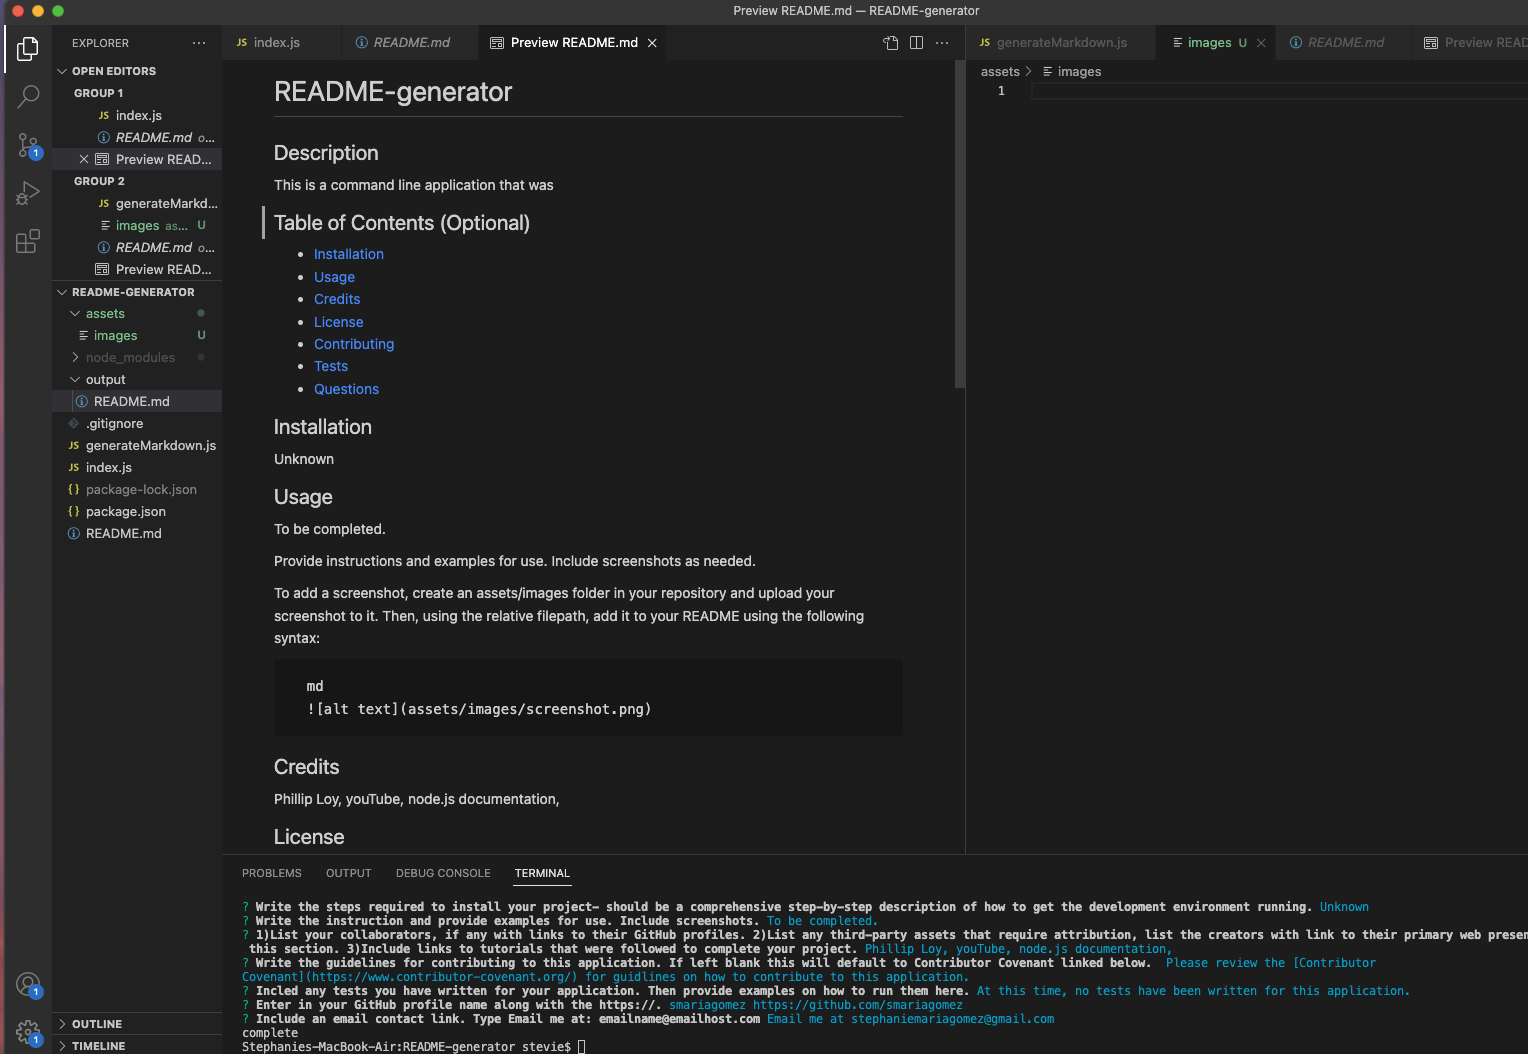 Preview README.md — README-generator
EXPLORER
OPEN EDITORS
GROUP 1
JS index.js
README.md o...
Preview READ...
GROUP 2
JS generateMarkd...
images as... U
README.md o...
Preview READ...
README-GENERATOR
assets
images U
node_modules
output
README.md
.gitignore
JS generateMarkdown.js
JS index.js
{} package-lock.json
{} package.json
README.md
OUTLINE
TIMELINE
1
1
1
JS index.js
README.md
Preview README.md
README-generator
Description
This is a command line application that was
Table of Contents (Optional)
• Installation
• Usage
• Credits
• License
• Contributing
• Tests
• Questions
Installation
Unknown
Usage
To be completed.
Provide instructions and examples for use. Include screenshots as needed.
To add a screenshot, create an assets/images folder in your repository and upload your
screenshot to it. Then, using the relative filepath, add it to your README using the following
syntax:
md
![alt text](assets/images/screenshot.png)
Credits
Phillip Loy, youTube, node.js documentation,
License
JS generateMarkdown.js
images U
README.md
Preview READ
assets > images
1
PROBLEMS OUTPUT DEBUG CONSOLE TERMINAL
? Write the steps required to install your project- should be a comprehensive step-by-step description of how to get the development environment running. Unknown
? Write the instruction and provide examples for use. Include screenshots. To be completed.
? 1)List your collaborators, if any with links to their GitHub profiles. 2)List any third-party assets that require attribution, list the creators with link to their primary web presen
this section. 3)Include links to tutorials that were followed to complete your project. Phillip Loy, youTube, node.js documentation,
? Write the guidelines for contributing to this application. If left blank this will default to Contributor Covenant linked below. Please review the [Contributor
Covenant](https://www.contributor-covenant.org/) for guidlines on how to contribute to this application.
? Incled any tests you have written for your application. Then provide examples on how to run them here. At this time, no tests have been written for this application.
? Enter in your GitHub profile name along with the https://. smariagomez https://github.com/smariagomez
? Include an email contact link. Type Email me at: emailname@emailhost.com Email me at stephaniemariagomez@gmail.com
complete
Stephanies-MacBook-Air:README-generator stevie$